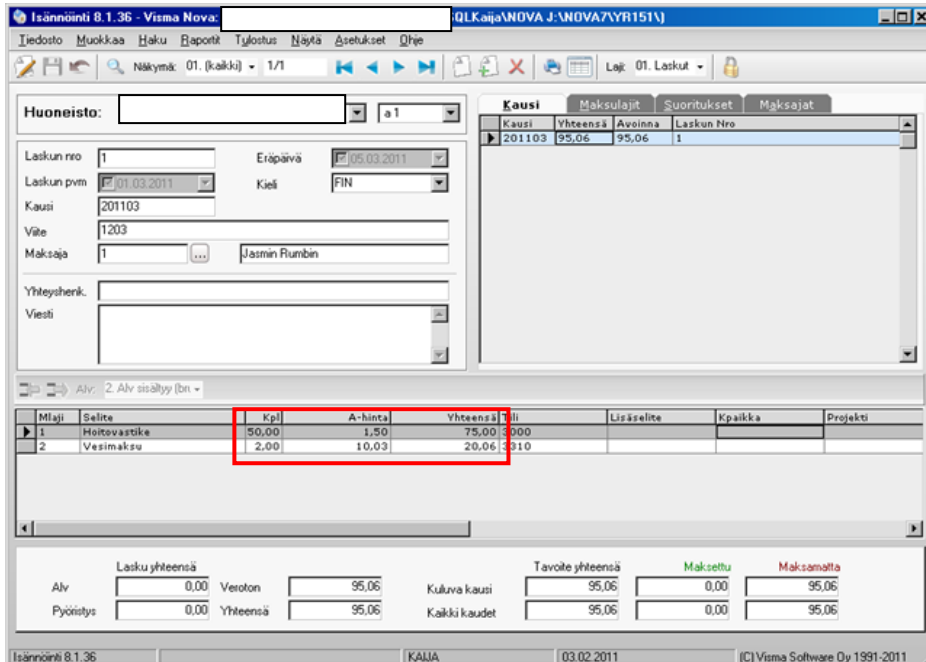 Isännöinti 8.1.36 - Visma Nova: QLKaija\NOVA J:\NOVA7\YR151\)
Tiedosto Muokkaa Haku Raportit Tulostus Näytä Asetukset Ohje
Näkymä: 01. (kaikki) 1/1 Laji: 01. Laskut
Huoneisto: a 1
Kausi Maksulajit Suoritukset Maksajat
Kausi Yhteensä Avoinna Laskun Nro
201103 95,06 95,06 1
Laskun nro 1 Eräpäivä 05.03.2011
Laskun pvm 01.03.2011 Kieli FIN
Kausi 201103
Viite 1203
Maksaja 1 ... Jasmin Rumbin
Yhteyshenk.
Viesti
Alv: 2. Alv sisältyy (bri
Mlaji Selite Kpl A-hinta Yhteensä Tili Lisäselite Kpaikka Projekti
1 Hoitovastike 50,00 1,50 75,00 3000
2 Vesimaksu 2,00 10,03 20,06 3310
Lasku yhteensä Tavoite yhteensä Maksettu Maksamatta
Alv 0,00 Veroton 95,06 Kuluva kausi 95,06 0,00 95,06
Pyöristys 0,00 Yhteensä 95,06 Kaikki kaudet 95,06 0,00 95,06
Isännöinti 8.1.36 KAIJA 03.02.2011 (C) Visma Software Oy 1991-2011